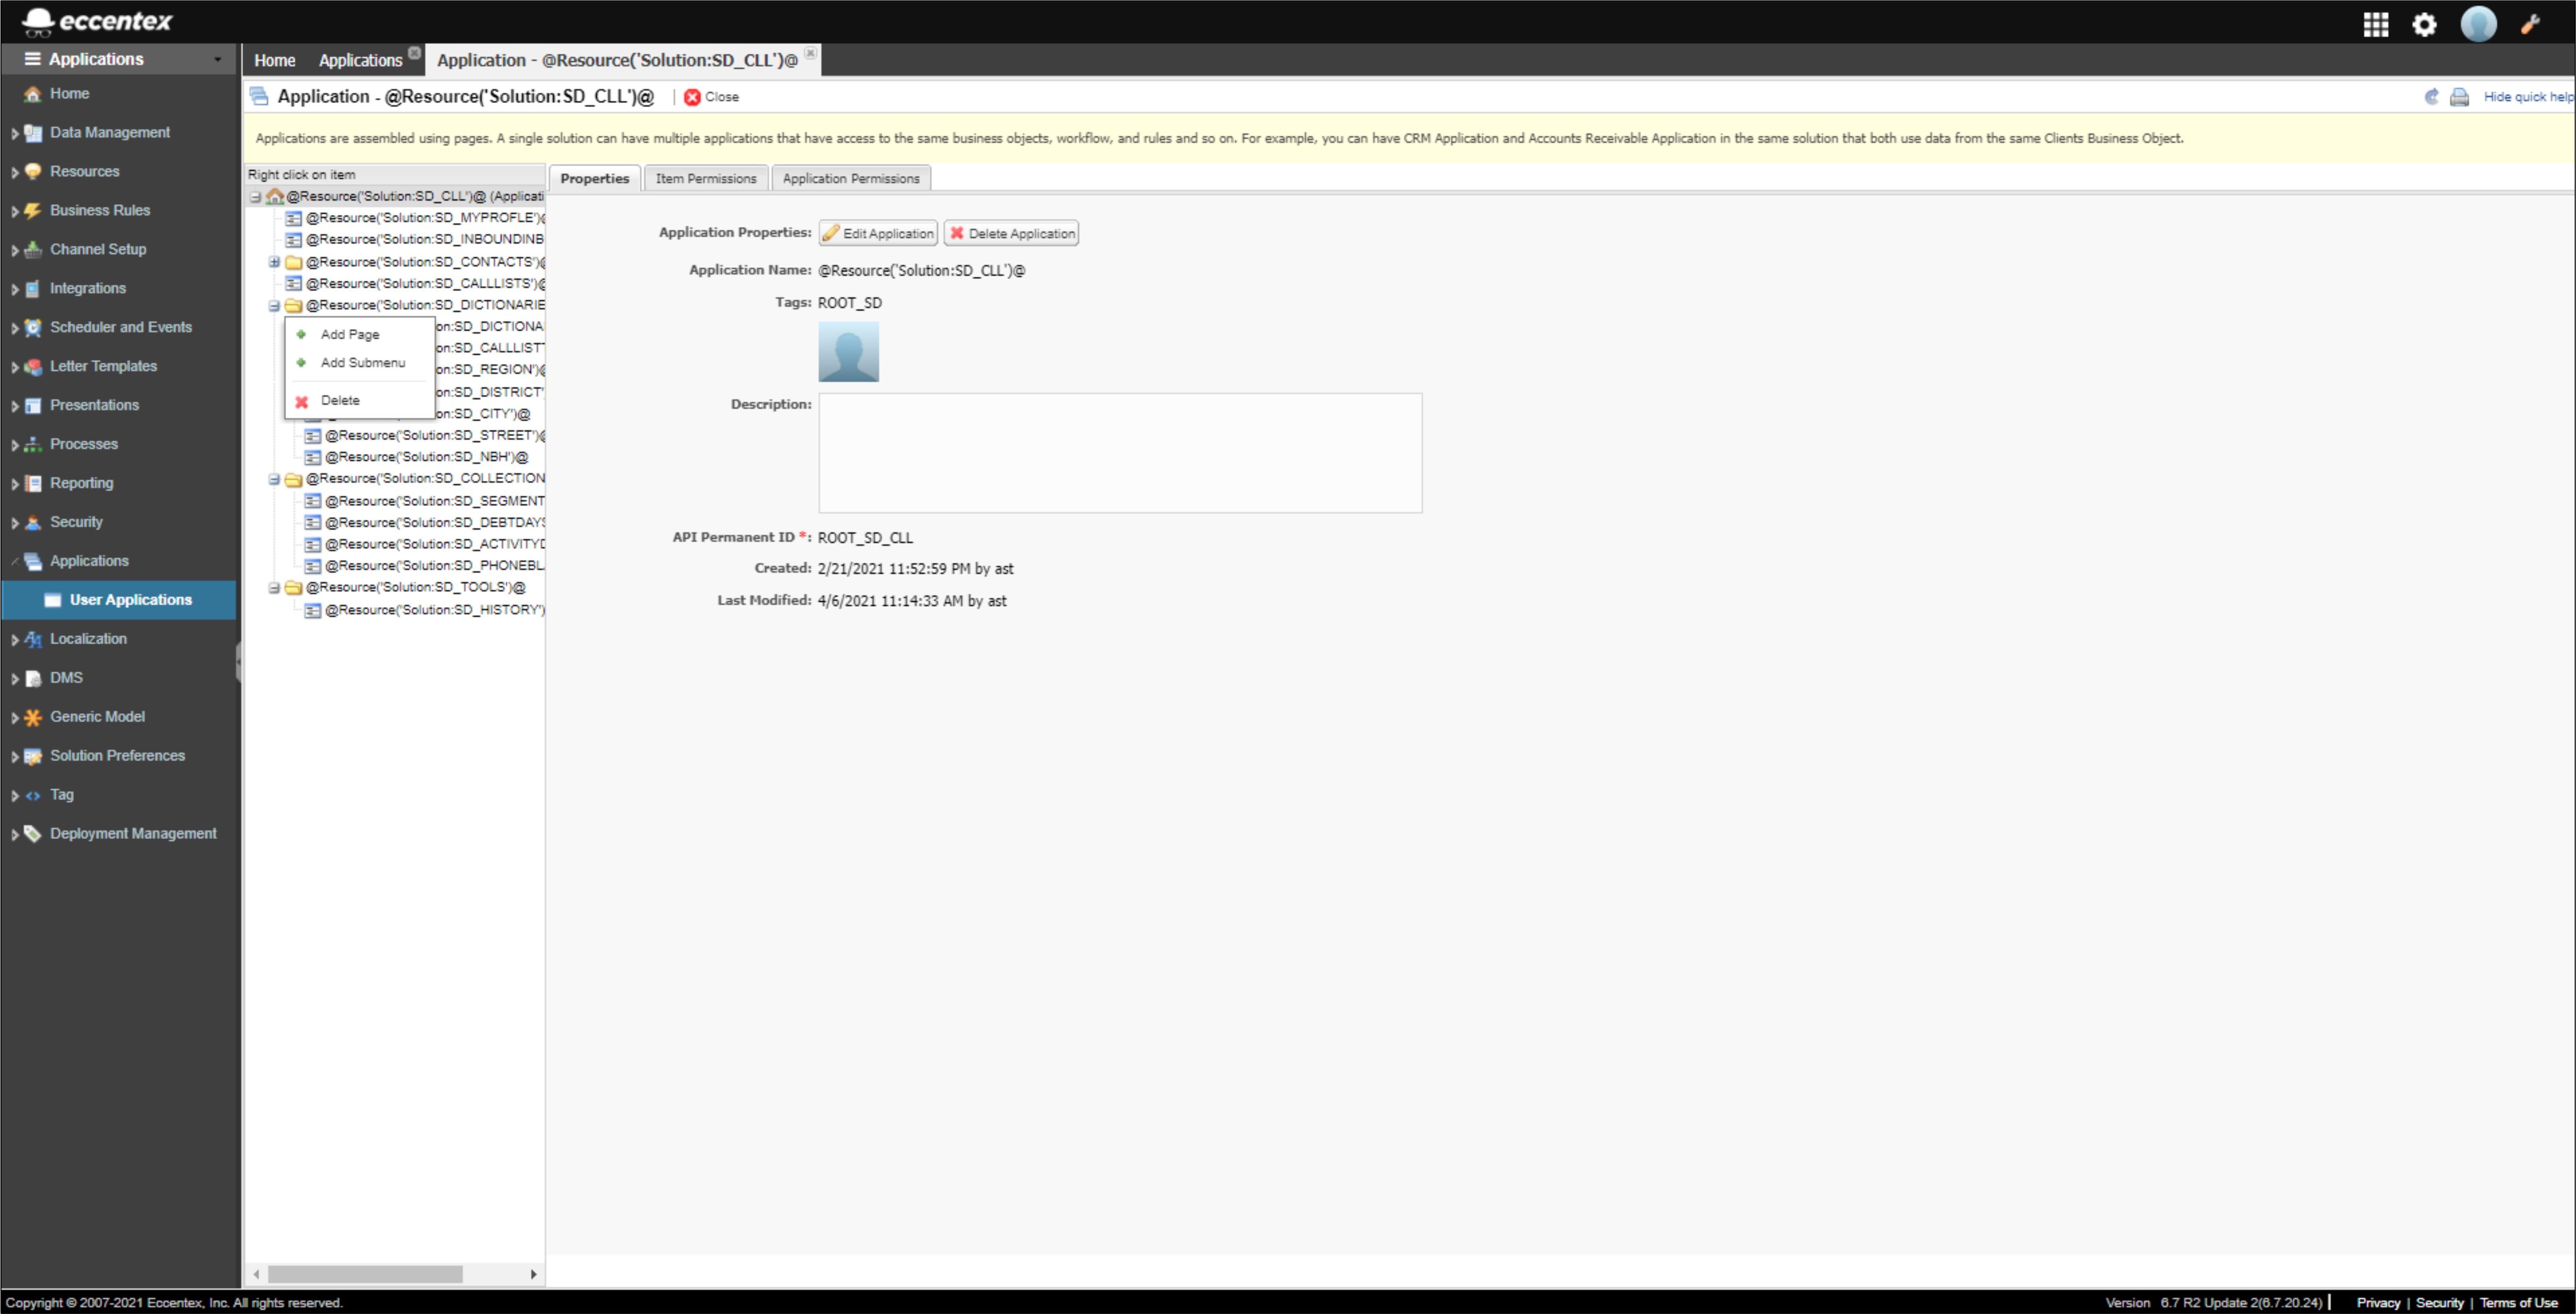 eccentex
Applications
Home
Data Management
Resources
Business Rules
Channel Setup
Integrations
Scheduler and Events
Letter Templates
Presentations
Processes
Reporting
Security
Applications
User Applications
Localization
DMS
Generic Model
Solution Preferences
Tag
Deployment Management
Home Applications Application - @Resource('Solution:SD_CLL')@
Application - @Resource('Solution:SD_CLL')@ | Close
Hide quick help
Applications are assembled using pages. A single solution can have multiple applications that have access to the same business objects, workflow, and rules and so on. For example, you can have CRM Application and Accounts Receivable Application in the same solution that both use data from the same Clients Business Object.
Right click on item
@Resource('Solution:SD_CLL')@ (Applicati
@Resource('Solution:SD_MYPROFLE')@
@Resource('Solution:SD_INBOUNDINB
@Resource('Solution:SD_CONTACTS')@
@Resource('Solution:SD_CALLLISTS')@
@Resource('Solution:SD_DICTIONARIE
on:SD_DICTIONA
on:SD_CALLLIST
on:SD_REGION')@
on:SD_DISTRICT'
on:SD_CITY')@
@Resource('Solution:SD_STREET')@
@Resource('Solution:SD_NBH')@
@Resource('Solution:SD_COLLECTION
@Resource('Solution:SD_SEGMENT
@Resource('Solution:SD_DEBTDAYS
@Resource('Solution:SD_ACTIVITYD
@Resource('Solution:SD_PHONEBL
@Resource('Solution:SD_TOOLS')@
@Resource('Solution:SD_HISTORY')
Add Page
Add Submenu
Delete
Properties Item Permissions Application Permissions
Application Properties: Edit Application Delete Application
Application Name: @Resource('Solution:SD_CLL')@
Tags: ROOT_SD
Description:
API Permanent ID *: ROOT_SD_CLL
Created: 2/21/2021 11:52:59 PM by ast
Last Modified: 4/6/2021 11:14:33 AM by ast
Copyright © 2007-2021 Eccentex, Inc. All rights reserved.
Version 6.7 R2 Update 2(6.7.20.24) | Privacy | Security | Terms of Use